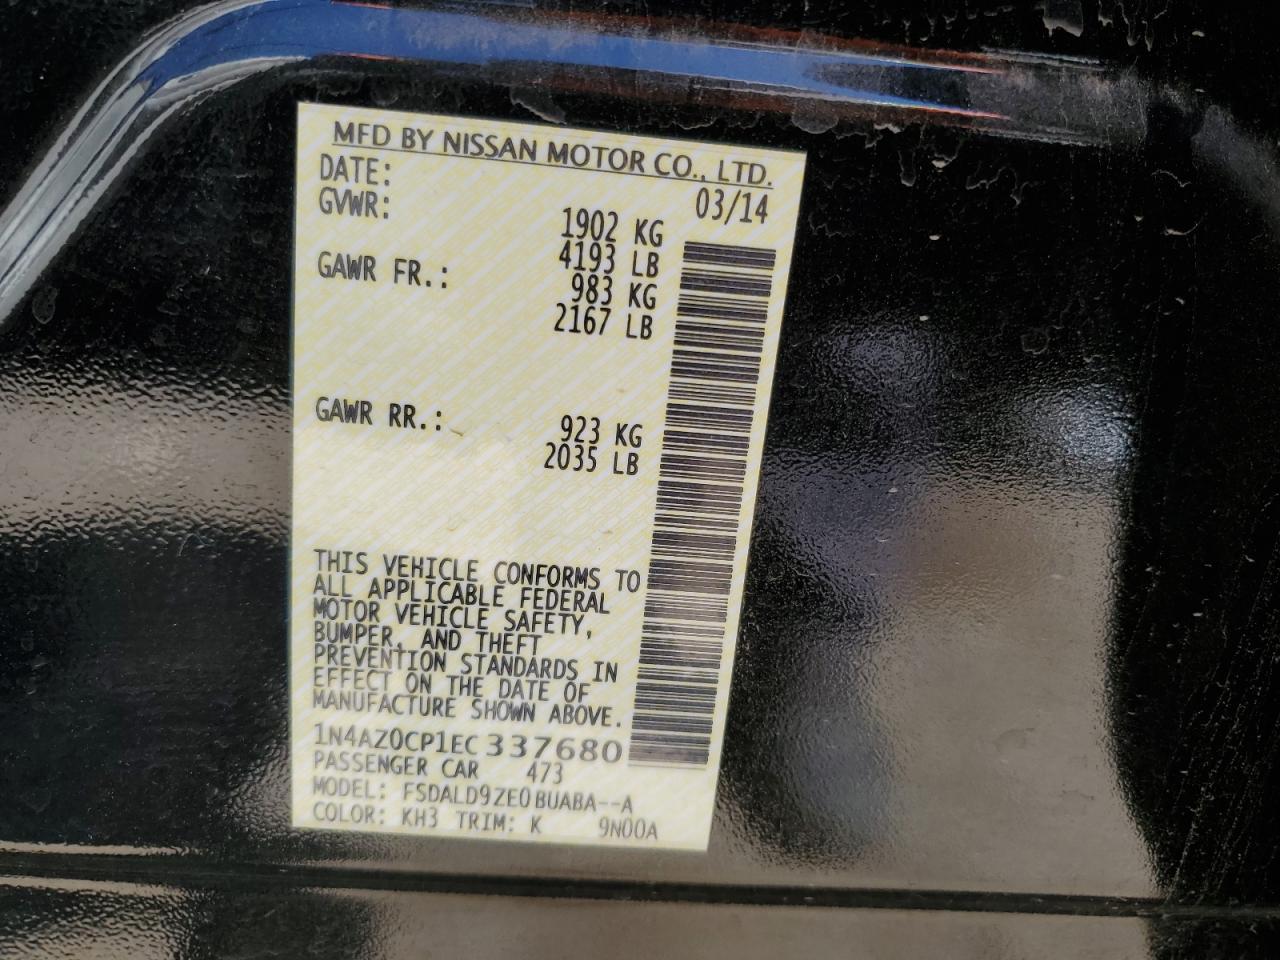 MFD BY NISSAN MOTOR CO., LTD.
DATE: 03/14
GVWR: 1902 KG
4193 LB
GAWR FR.: 983 KG
2167 LB
GAWR RR.: 923 KG
2035 LB
THIS VEHICLE CONFORMS TO
ALL APPLICABLE FEDERAL
MOTOR VEHICLE SAFETY,
BUMPER, AND THEFT
PREVENTION STANDARDS IN
EFFECT ON THE DATE OF
MANUFACTURE SHOWN ABOVE.
1N4AZ0CP1EC337680
PASSENGER CAR 473
MODEL: FSDALD9ZE0BUABA--A
COLOR: KH3 TRIM: K 9N00A